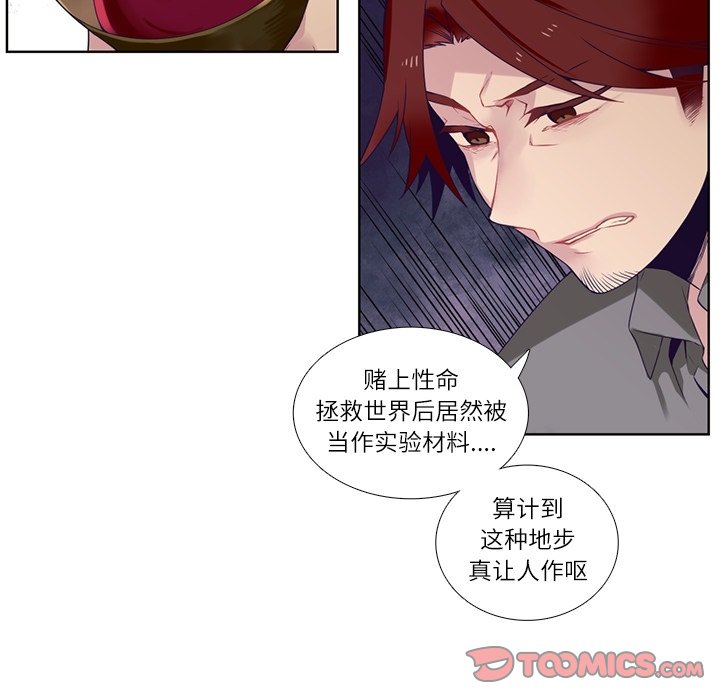 赌上性命
拯救世界后居然被
当作实验材料....
算计到
这种地步
真让人作呕
TOOMICS.COM